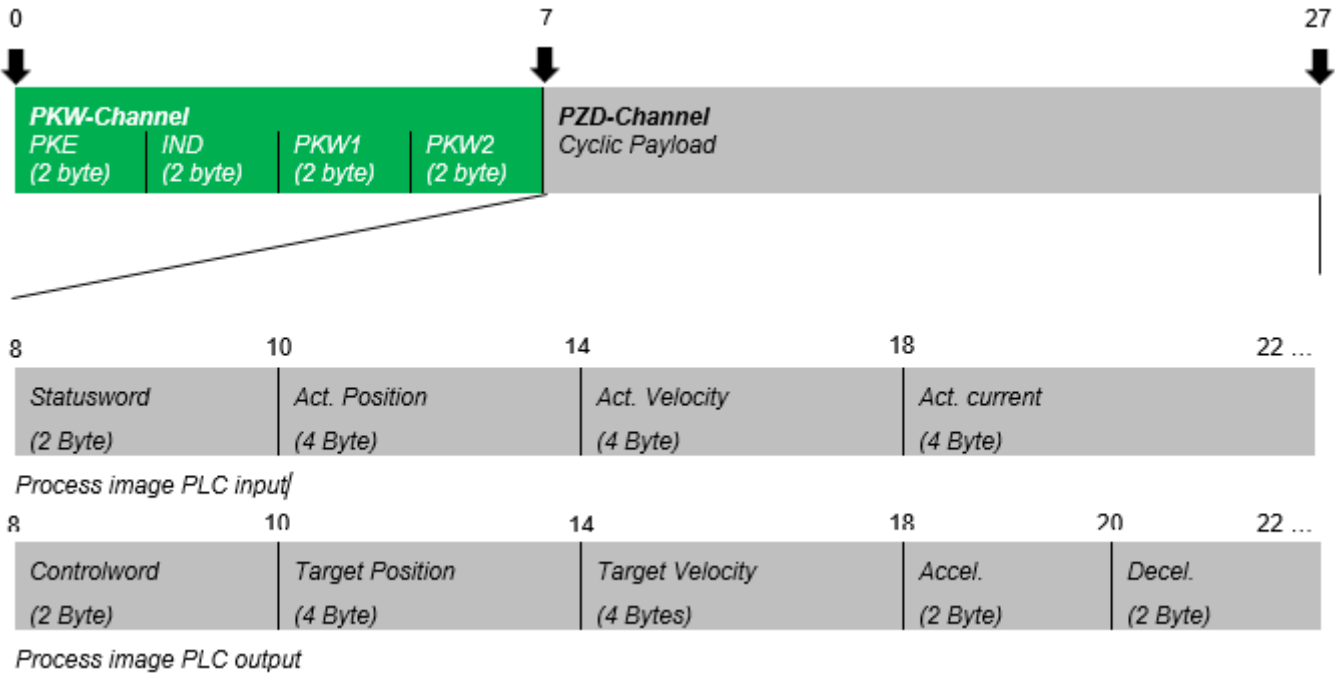 0 7 27
PKW-Channel PZD-Channel
PKE IND PKW1 PKW2 Cyclic Payload
(2 byte) (2 byte) (2 byte) (2 byte)
8 10 14 18 22 ...
Statusword Act. Position Act. Velocity Act. current
(2 Byte) (4 Byte) (4 Byte) (4 Byte)
Process image PLC input/
8 10 14 18 20 22 ...
Controlword Target Position Target Velocity Accel. Decel.
(2 Byte) (4 Byte) (4 Bytes) (2 Byte) (2 Byte)
Process image PLC output